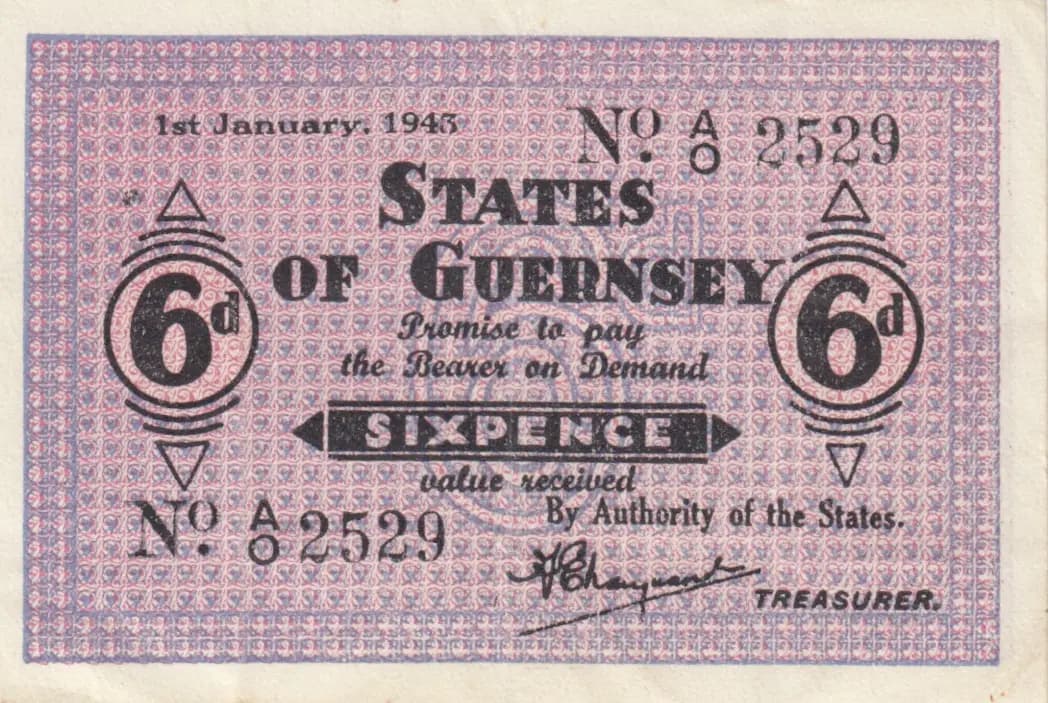 1st January. 1943
Nº. A/O 2529
STATES
OF GUERNSEY
6d
6d
Promise to pay
the Bearer on Demand
SIXPENCE
value received
By Authority of the States.
Nº. A/O 2529
TREASURER.